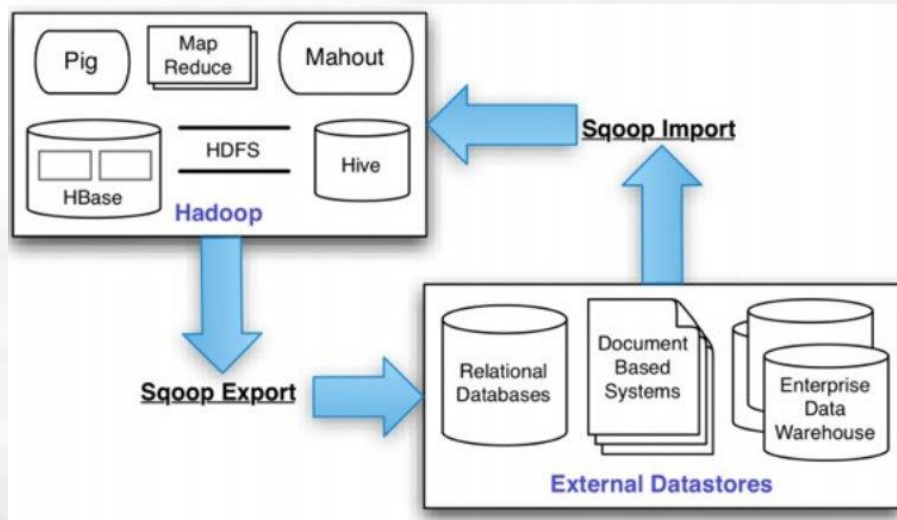 Pig
Map
Reduce
Mahout
HBase
HDFS
Hive
Hadoop
Sqoop Import
Sqoop Export
Relational
Databases
Document
Based
Systems
Enterprise
Data
Warehouse
External Datastores